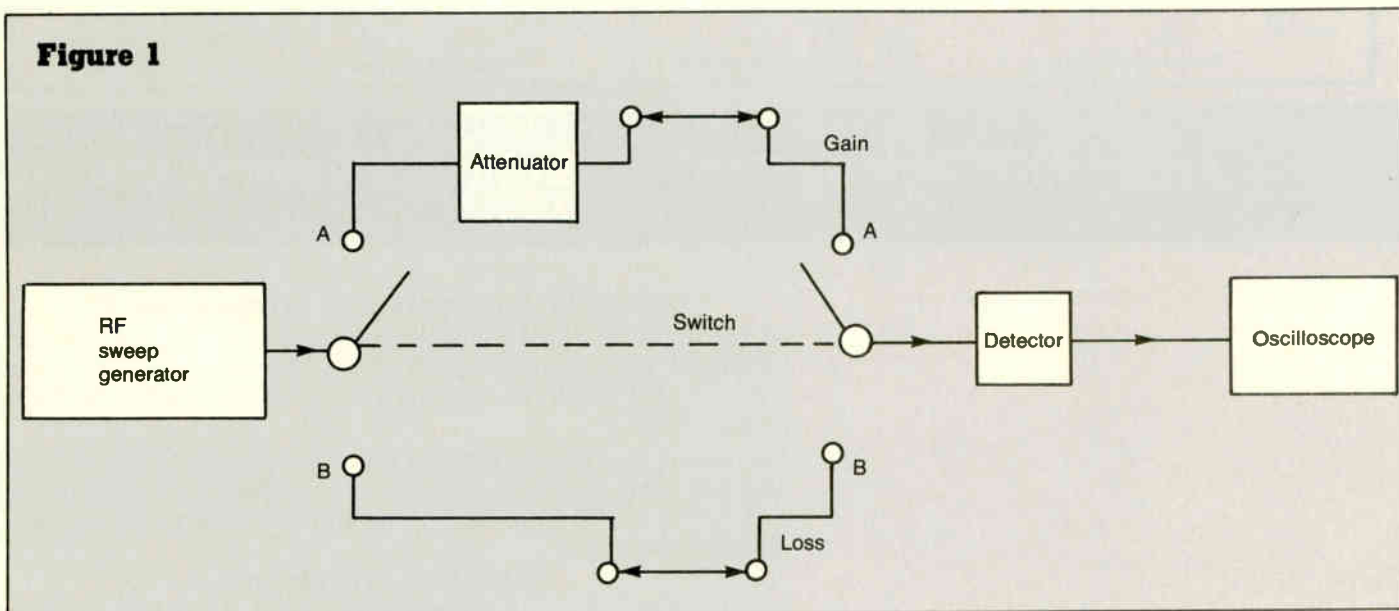 Figure 1
Attenuator
Gain
A
A
RF
sweep
generator
Switch
Detector
Oscilloscope
B
B
Loss